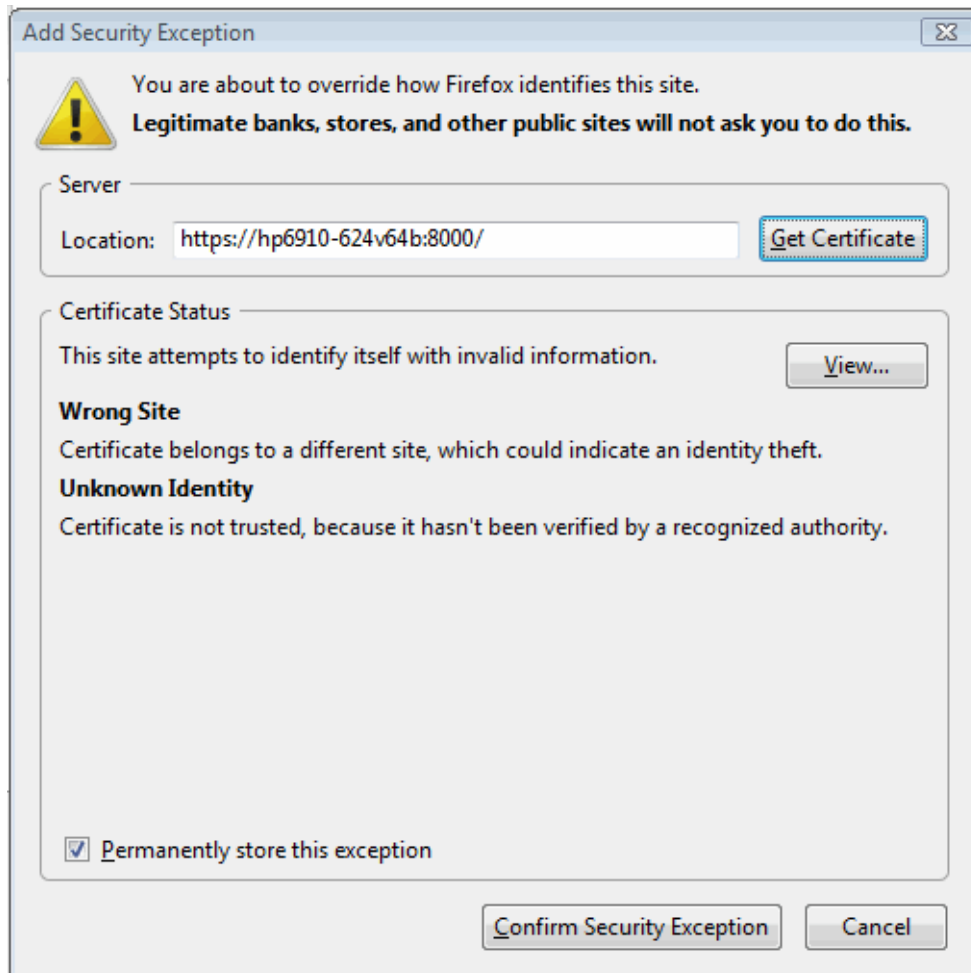 Add Security Exception
You are about to override how Firefox identifies this site.
Legitimate banks, stores, and other public sites will not ask you to do this.
Server
Location: https://hp6910-624v64b:8000/ Get Certificate
Certificate Status
This site attempts to identify itself with invalid information. View...
Wrong Site
Certificate belongs to a different site, which could indicate an identity theft.
Unknown Identity
Certificate is not trusted, because it hasn't been verified by a recognized authority.
Permanently store this exception
Confirm Security Exception Cancel